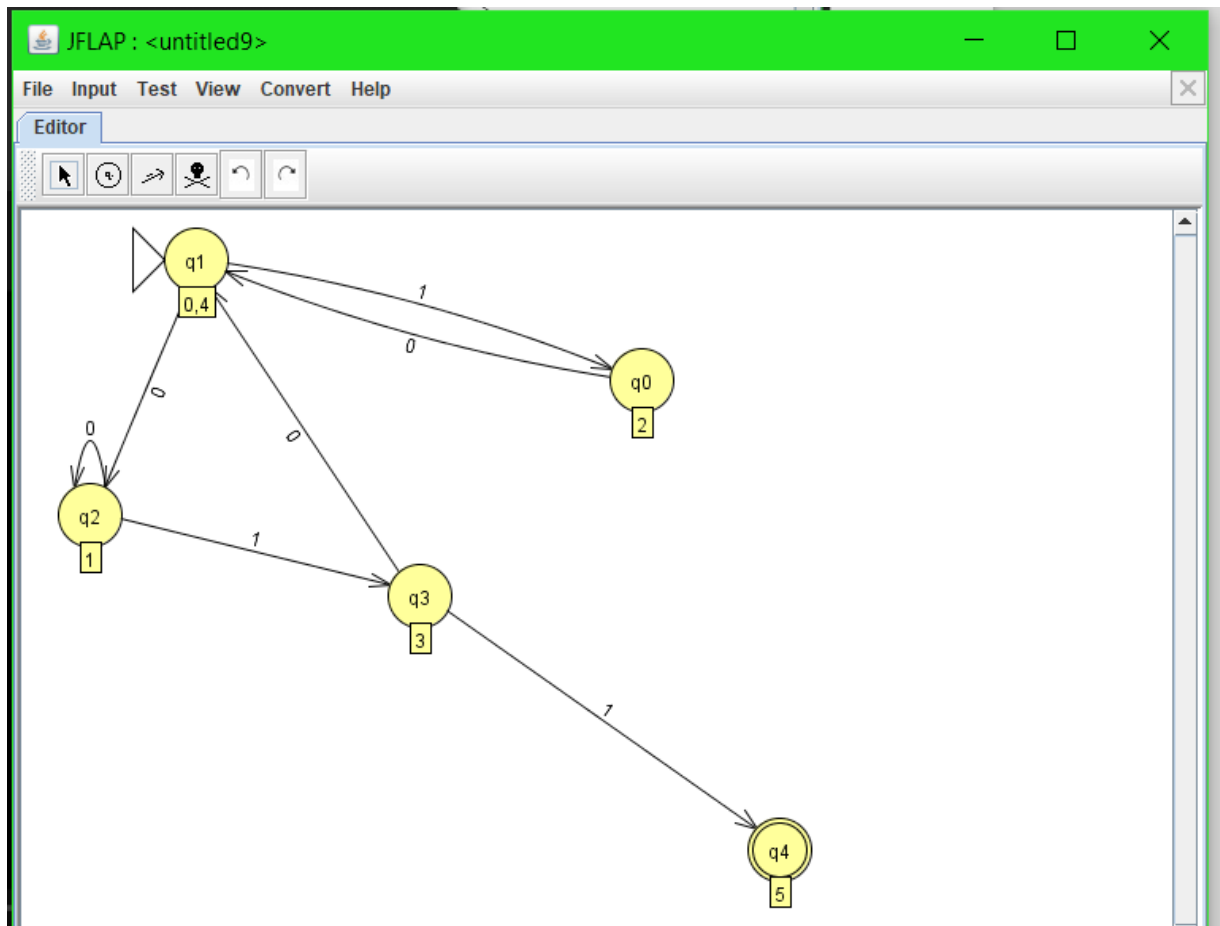 JFLAP : <untitled9>
File Input Test View Convert Help
Editor
q1
0,4
1
0
q0
2
0
0
0
q2
1
1
q3
3
1
q4
5